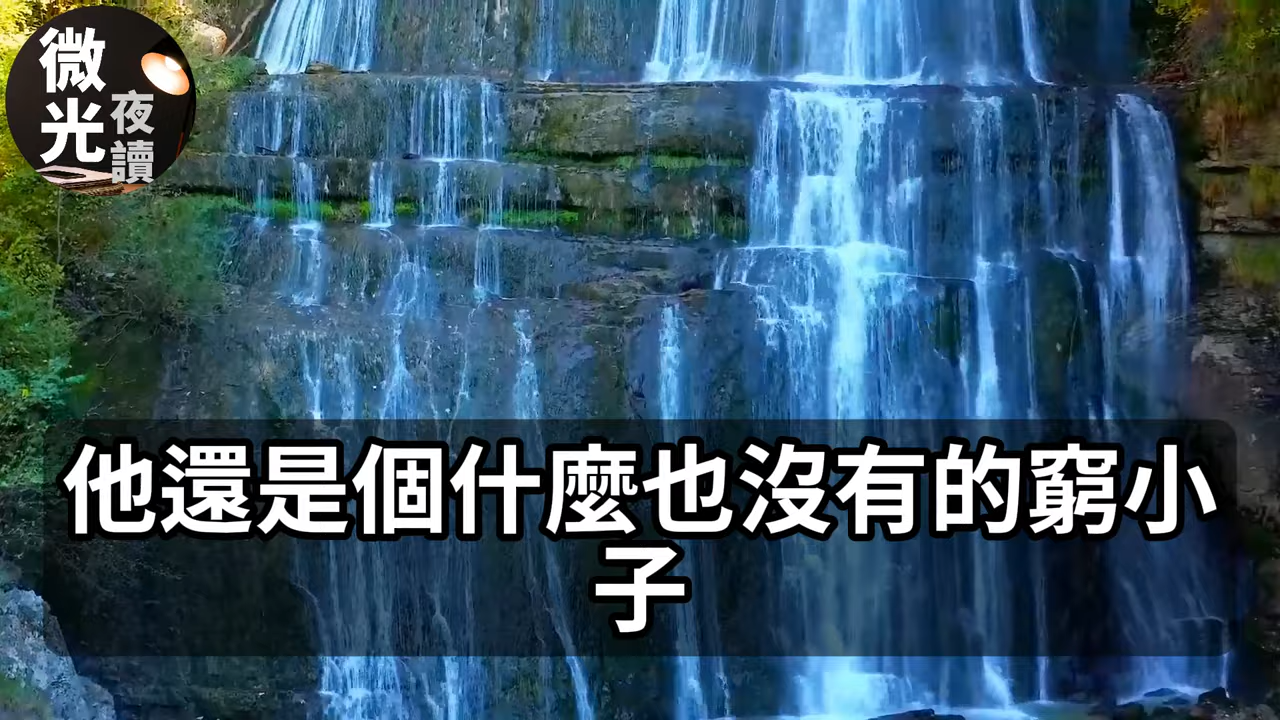 微光
夜讀
他還是個什麼也沒有的窮小
子